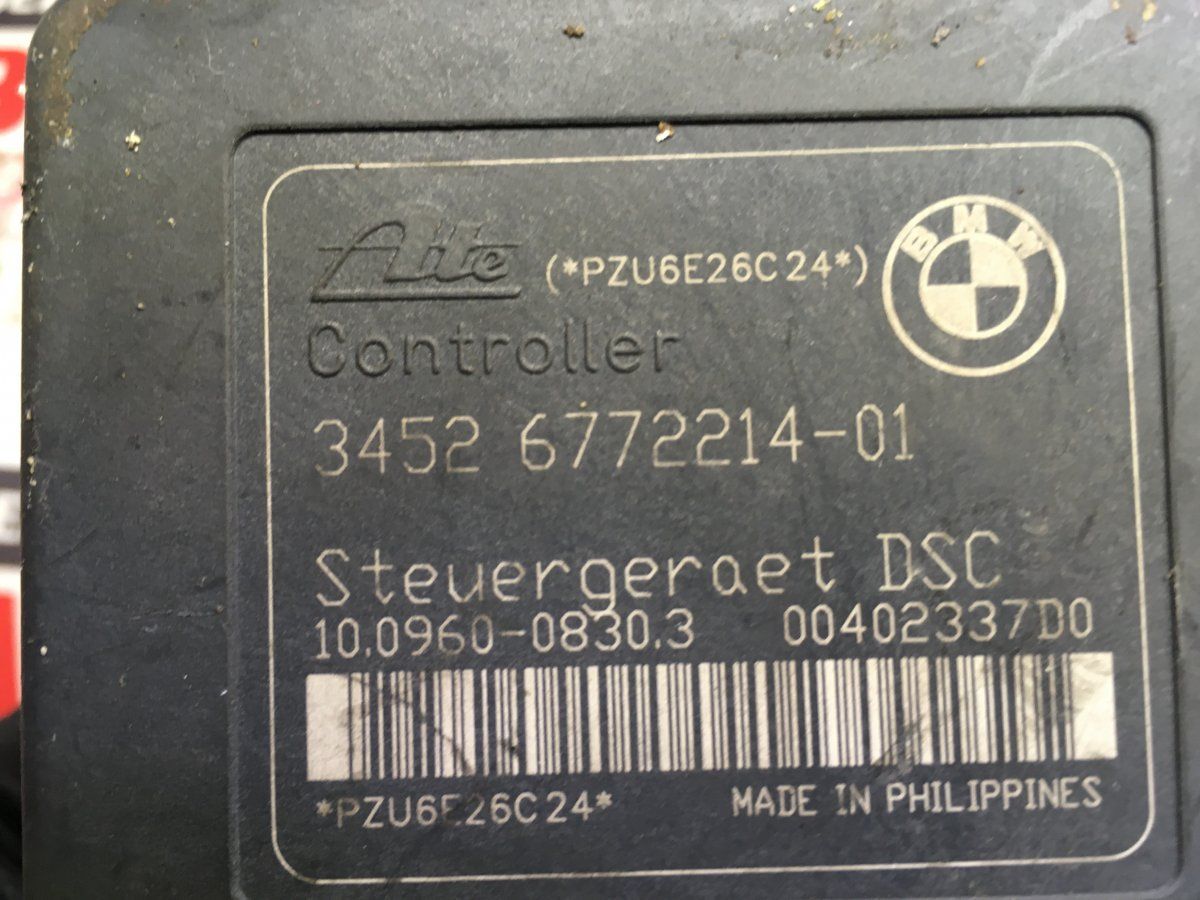 Ate (*PZU6E26C24*) BMW
Controller
3452 6772214-01
Steuergeraet DSC
10.0960-0830.3 00402337D0
*PZU6E26C24*
MADE IN PHILIPPINES